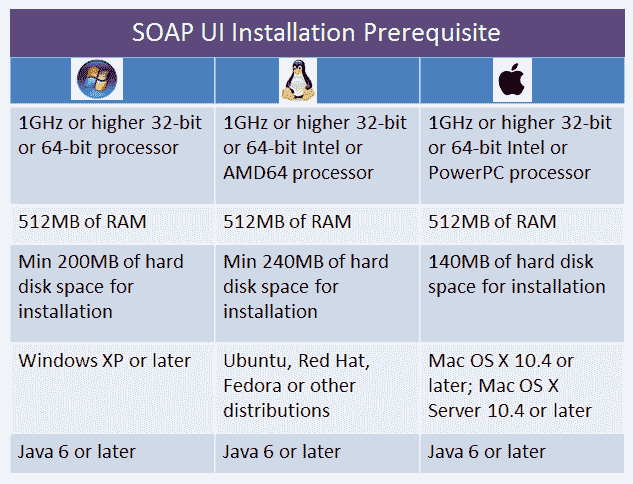 SOAP UI Installation Prerequisite
1GHz or higher 32-bit
or 64-bit processor
1GHz or higher 32-bit
or 64-bit Intel or
AMD64 processor
1GHz or higher 32-bit
or 64-bit Intel or
PowerPC processor
512MB of RAM
512MB of RAM
512MB of RAM
Min 200MB of hard
disk space for
installation
Min 240MB of hard
disk space for
installation
140MB of hard disk
space for installation
Windows XP or later
Ubuntu, Red Hat,
Fedora or other
distributions
Mac OS X 10.4 or
later; Mac OS X
Server 10.4 or later
Java 6 or later
Java 6 or later
Java 6 or later